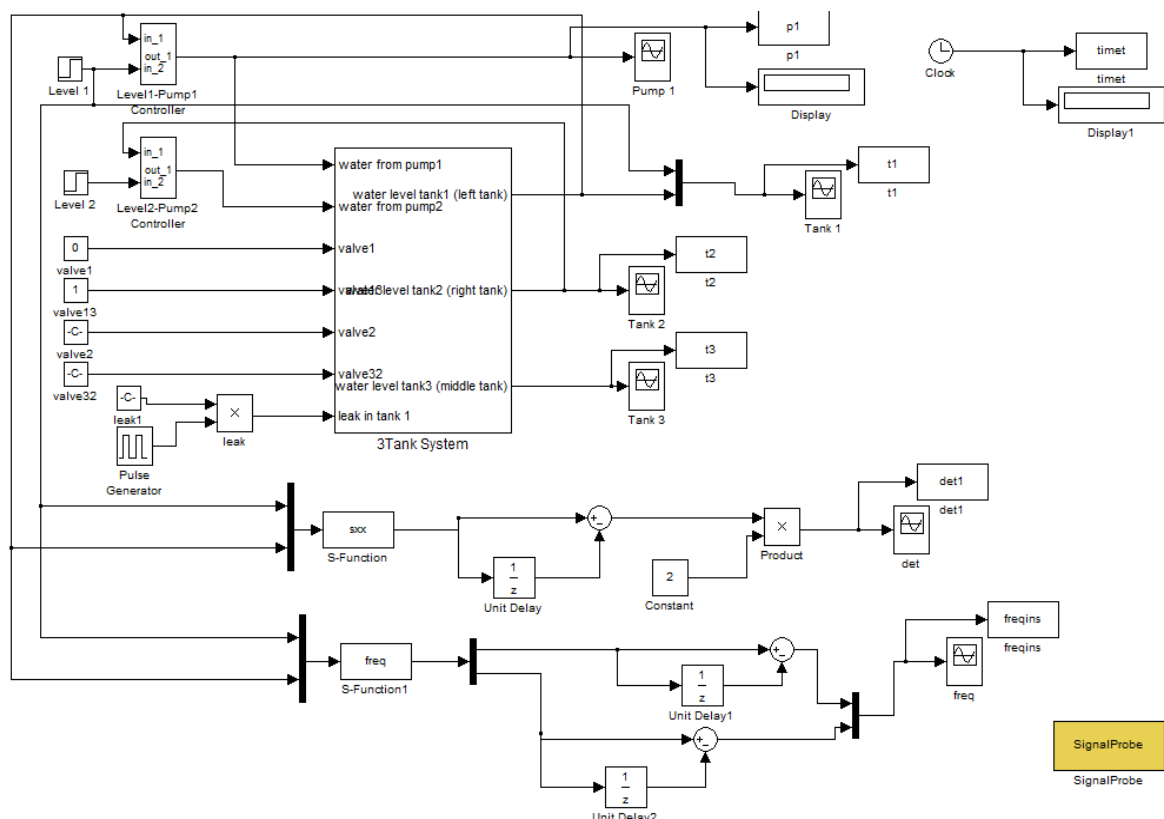 p1
p1
in_1
out_1
in_2
Level1-Pump1
Controller
Level 1
Pump 1
Display
Clock
timet
timet
Display1
in_1
out_1
in_2
Level2-Pump2
Controller
Level 2
water from pump1
water level tank1 (left tank)
water from pump2
valve1
water level tank2 (right tank)
valve2
valve32
water level tank3 (middle tank)
leak in tank 1
3Tank System
t1
t1
Tank 1
0
valve1
1
valve13
-C-
valve2
-C-
valve32
t2
t2
Tank 2
t3
t3
Tank 3
-C-
leak1
×
leak
Pulse
Generator
sxx
S-Function
+
-
1
z
Unit Delay
×
Product
2
Constant
det1
det1
det
freq
S-Function1
+
-
1
z
Unit Delay1
+
-
1
z
Unit Delay2
freqins
freqins
freq
SignalProbe
SignalProbe